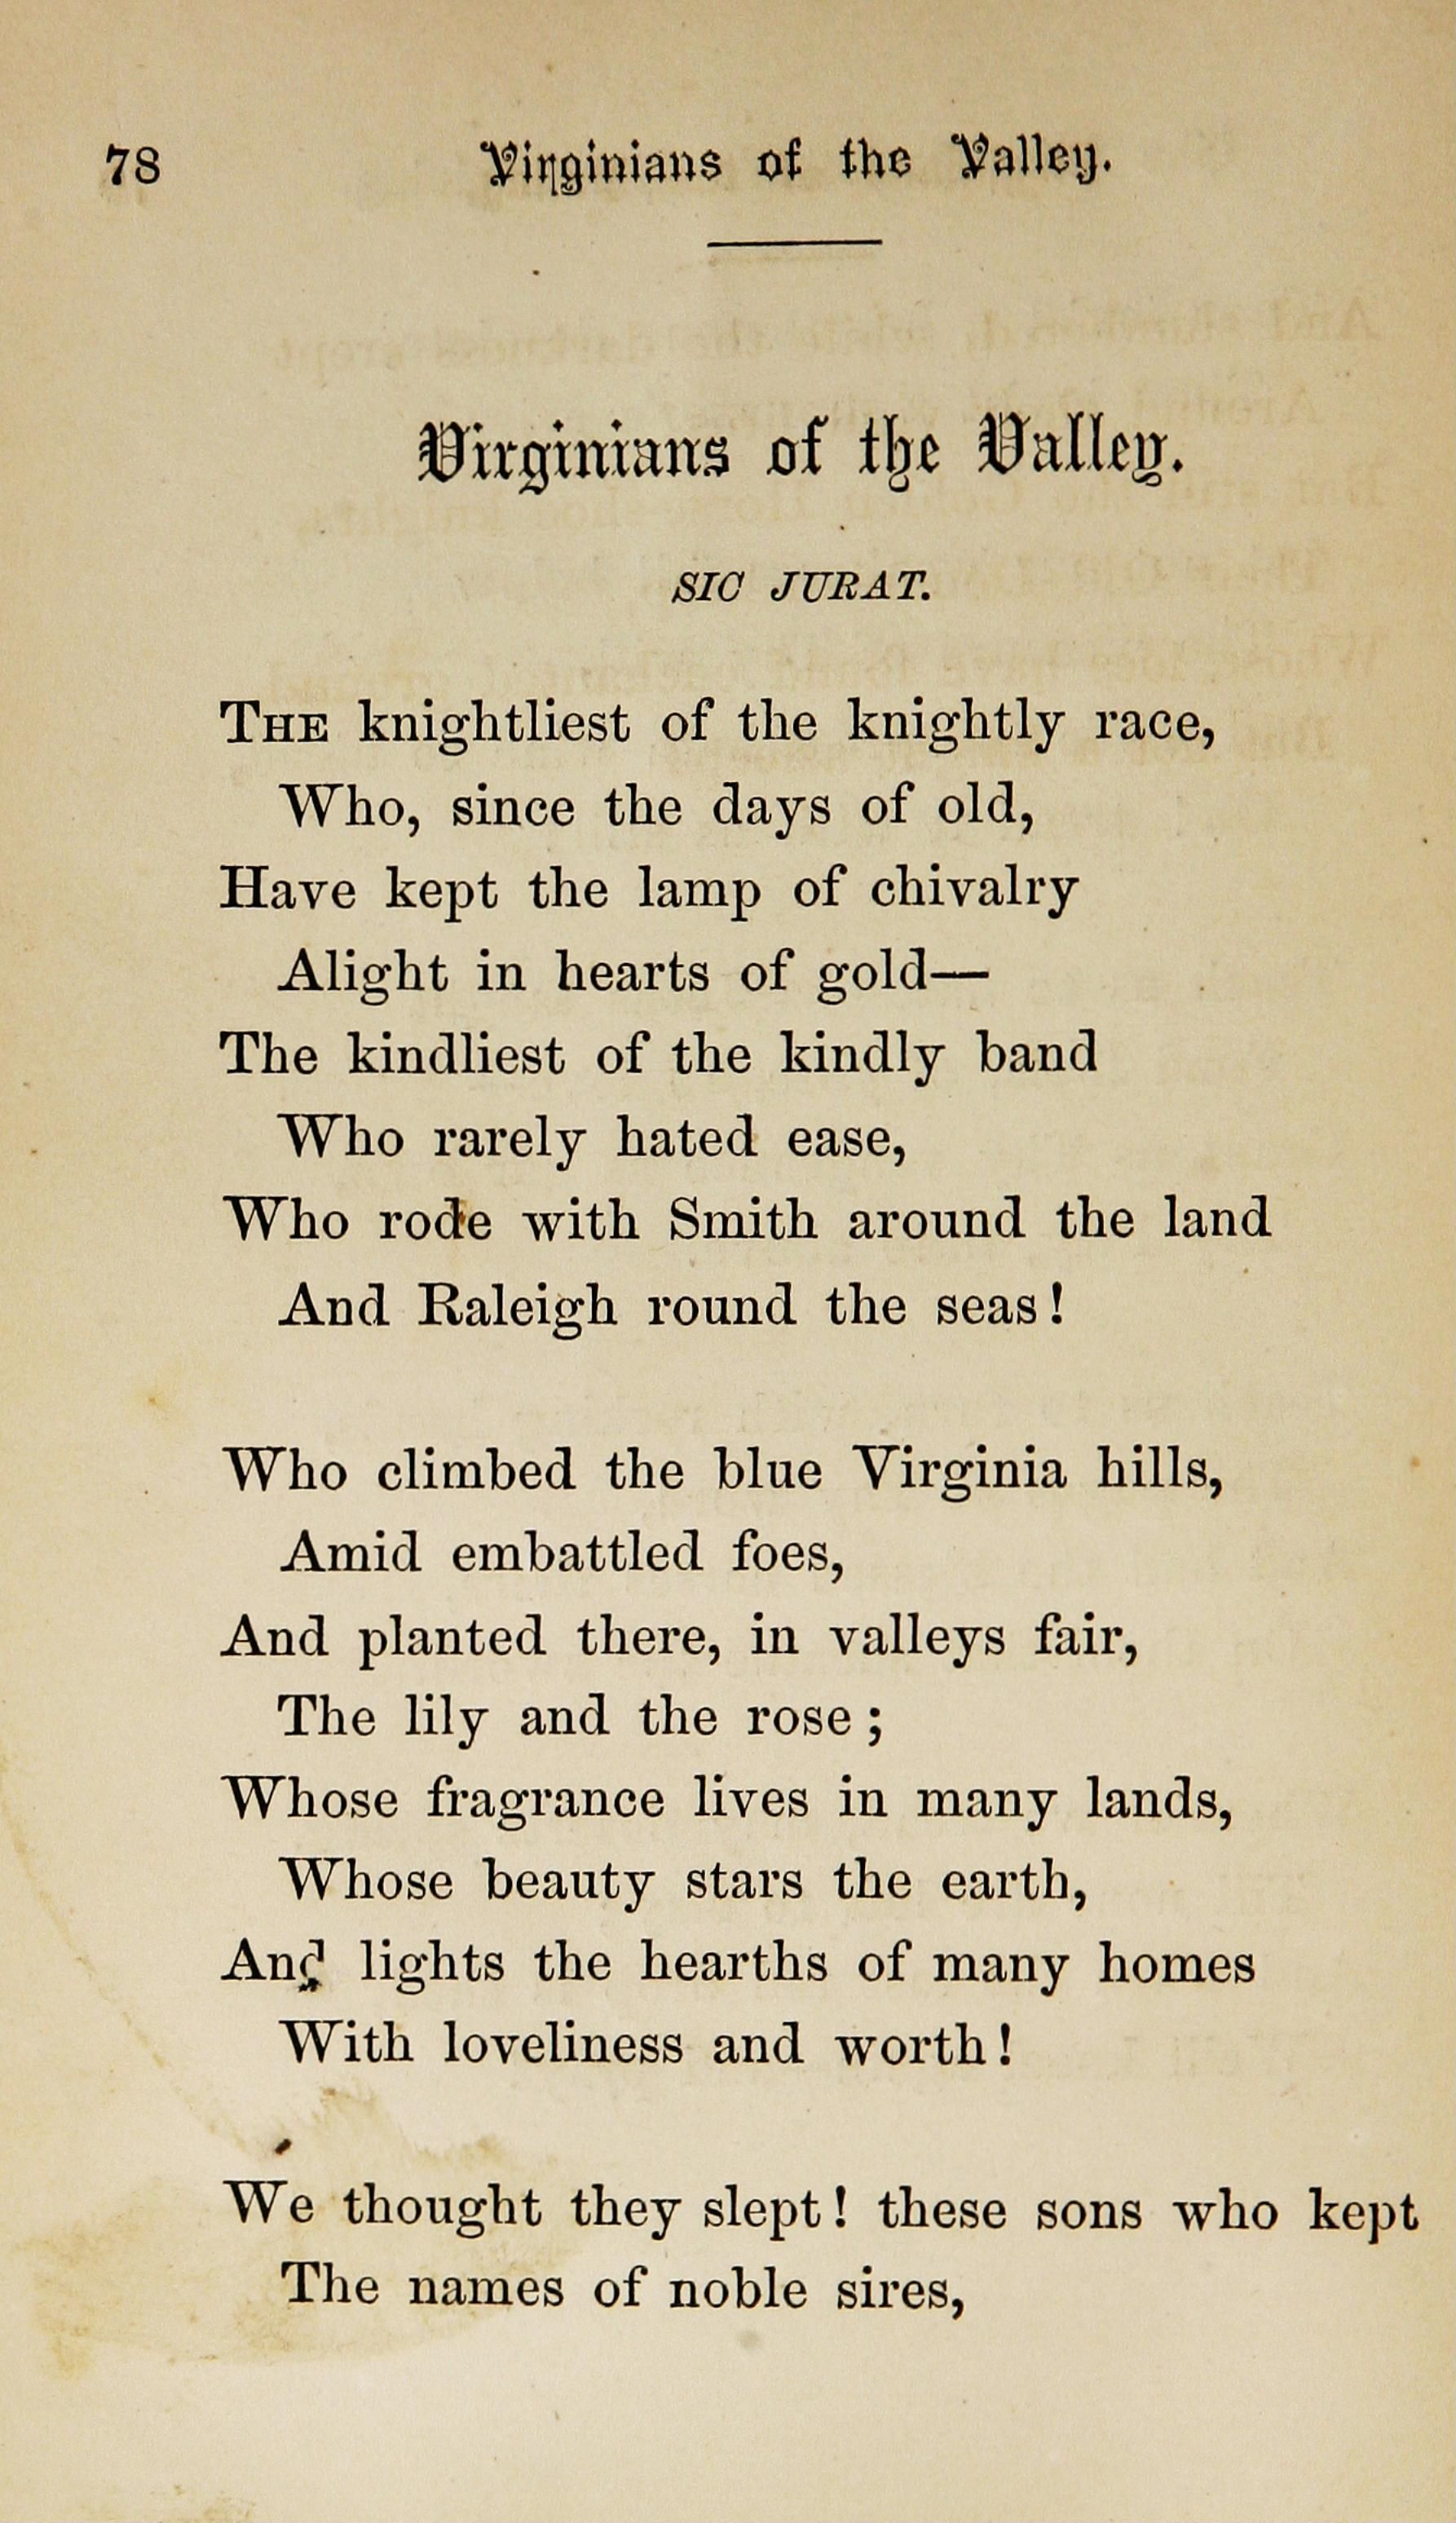 78 Virginians of the Valley.
Virginians of the Valley.
SIC JURAT.
THE knightliest of the knightly race,
Who, since the days of old,
Have kept the lamp of chivalry
Alight in hearts of gold—
The kindliest of the kindly band
Who rarely hated ease,
Who rode with Smith around the land
And Raleigh round the seas!
Who climbed the blue Virginia hills,
Amid embattled foes,
And planted there, in valleys fair,
The lily and the rose;
Whose fragrance lives in many lands,
Whose beauty stars the earth,
And lights the hearths of many homes
With loveliness and worth!
We thought they slept! these sons who kept
The names of noble sires,